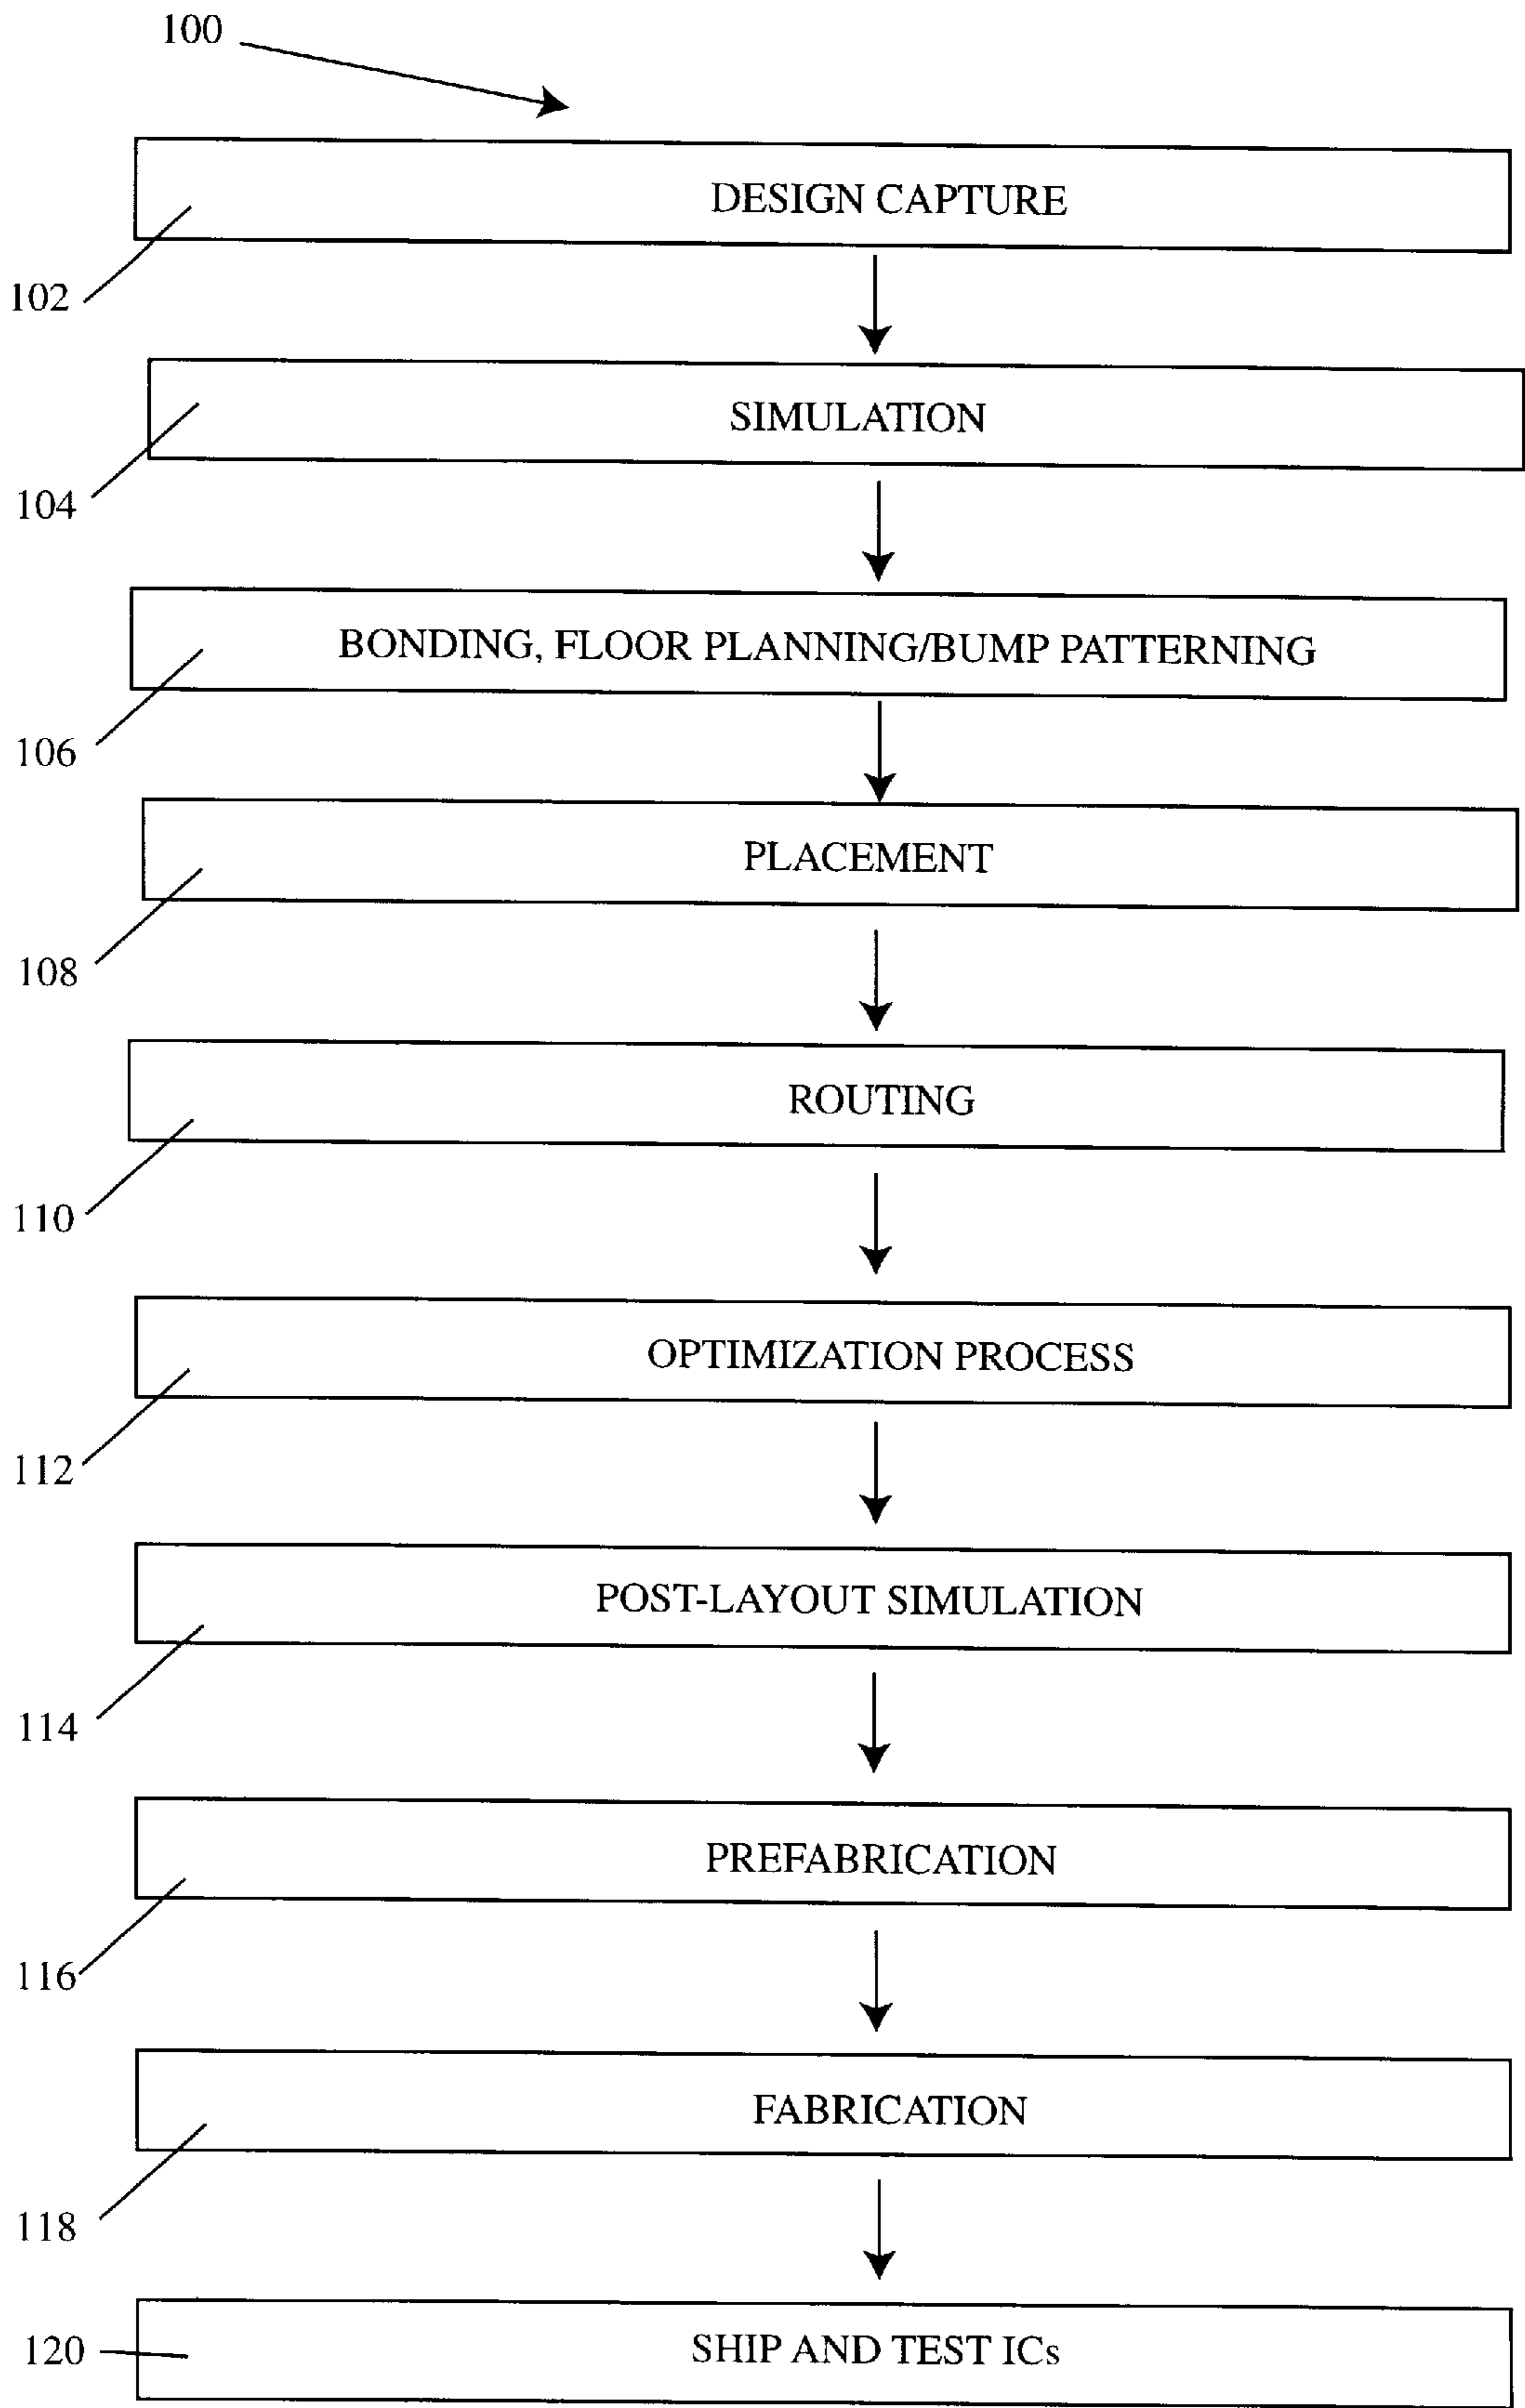 100
DESIGN CAPTURE
102
SIMULATION
104
BONDING, FLOOR PLANNING/BUMP PATTERNING
106
PLACEMENT
108
ROUTING
110
OPTIMIZATION PROCESS
112
POST-LAYOUT SIMULATION
114
PREFABRICATION
116
FABRICATION
118
SHIP AND TEST ICs
120